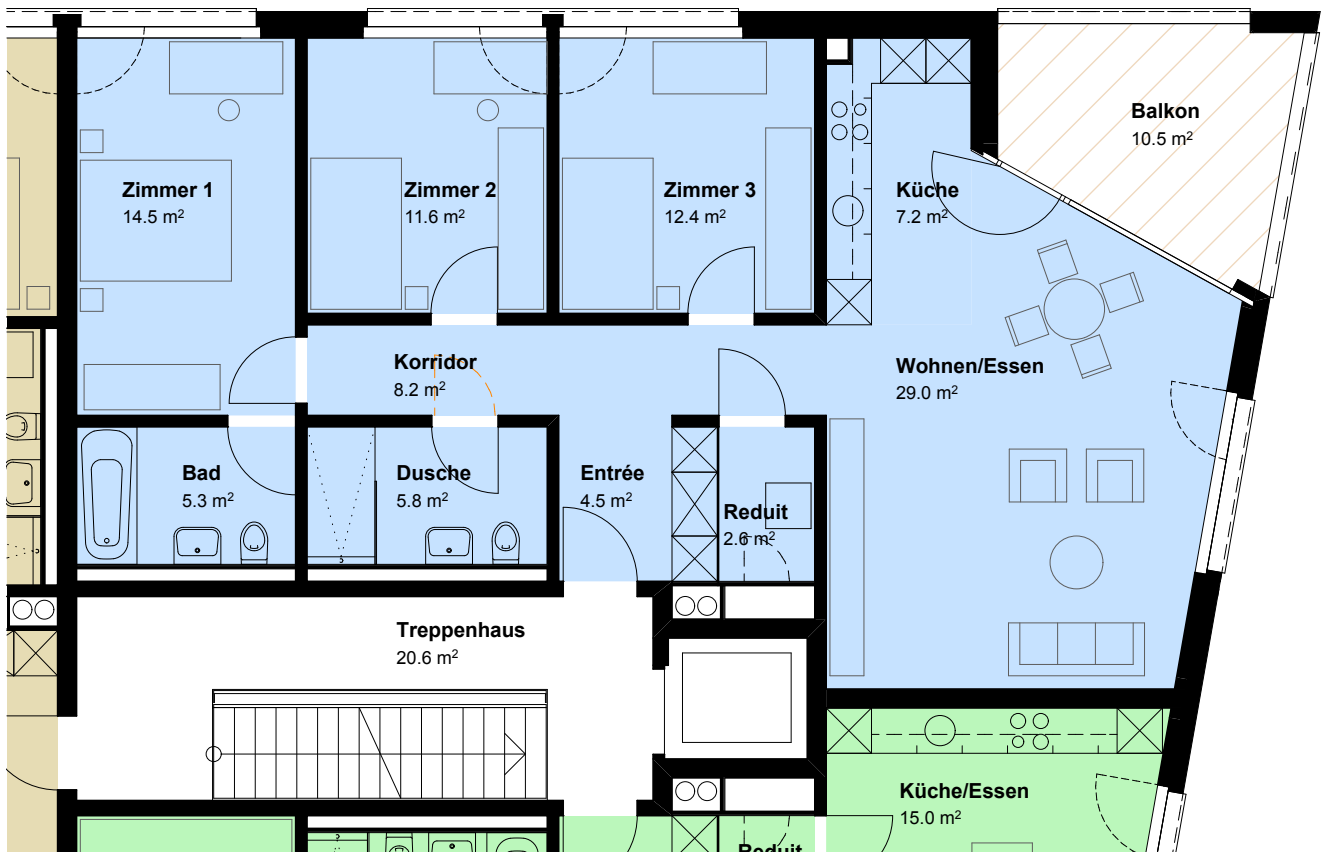 Balkon
10.5 m²
Zimmer 1
14.5 m²
Zimmer 2
11.6 m²
Zimmer 3
12.4 m²
Küche
7.2 m²
Korridor
8.2 m²
Wohnen/Essen
29.0 m²
Bad
5.3 m²
Dusche
5.8 m²
Entrée
4.5 m²
Reduit
2.6 m²
Treppenhaus
20.6 m²
Küche/Essen
15.0 m²
Reduit